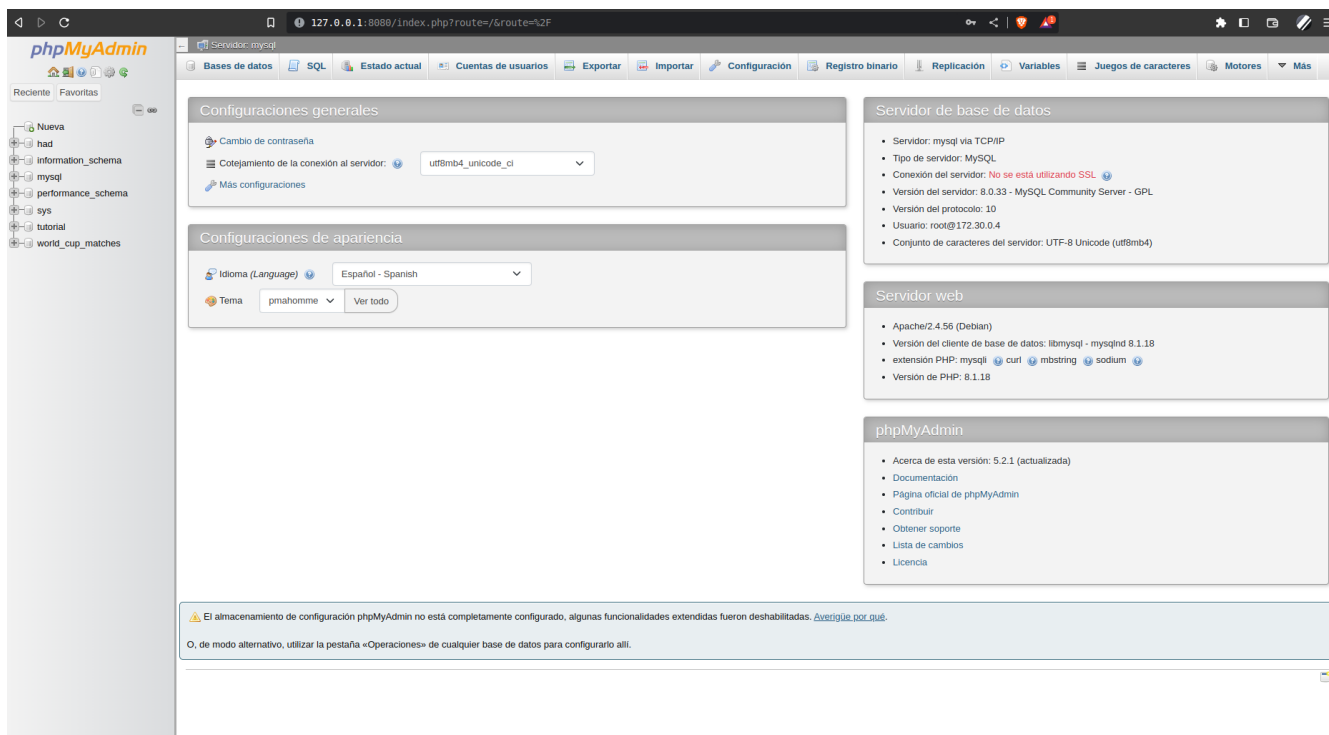 127.0.0.1:8080/index.php?route=/&route=%2F
phpMyAdmin
Reciente Favoritas
Nueva
had
information_schema
mysql
performance_schema
sys
tutorial
world_cup_matches
Servidor: mysql
Bases de datos SQL Estado actual Cuentas de usuarios Exportar Importar Configuración Registro binario Replicación Variables Juegos de caracteres Motores Más
Configuraciones generales
Cambio de contraseña
Cotejamiento de la conexión al servidor: utf8mb4_unicode_ci
Más configuraciones
Configuraciones de apariencia
Idioma (Language) Español - Spanish
Tema pmahomme Ver todo
Servidor de base de datos
Servidor: mysql via TCP/IP
Tipo de servidor: MySQL
Conexión del servidor: No se está utilizando SSL
Versión del servidor: 8.0.33 - MySQL Community Server - GPL
Versión del protocolo: 10
Usuario: root@172.30.0.4
Conjunto de caracteres del servidor: UTF-8 Unicode (utf8mb4)
Servidor web
Apache/2.4.56 (Debian)
Versión del cliente de base de datos: libmysql - mysqlnd 8.1.18
extensión PHP: mysqli curl mbstring sodium
Versión de PHP: 8.1.18
phpMyAdmin
Acerca de esta versión: 5.2.1 (actualizada)
Documentación
Página oficial de phpMyAdmin
Contribuir
Obtener soporte
Lista de cambios
Licencia
El almacenamiento de configuración phpMyAdmin no está completamente configurado, algunas funcionalidades extendidas fueron deshabilitadas. Averigüe por qué.
O, de modo alternativo, utilizar la pestaña «Operaciones» de cualquier base de datos para configurarlo allí.